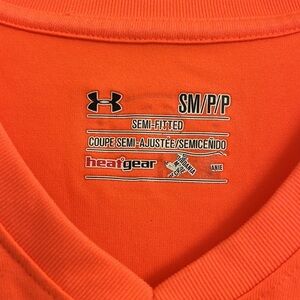 SM/P/P
SEMI-FITTED
COUPE SEMI-AJUSTÉE/SEMICEÑIDO
heatgear